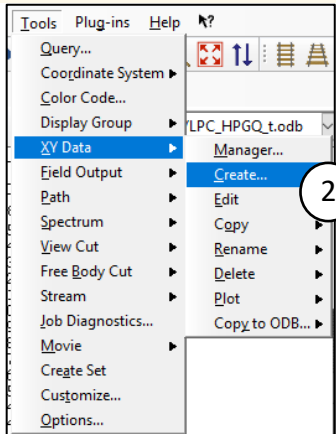 Tools Plug-ins Help
Query...
Coordinate System
Color Code...
Display Group
/LPC_HPGQ_t.odb
XY Data
Manager...
Field Output
Create...
2
Path
Edit
Spectrum
Copy
View Cut
Rename
Free Body Cut
Delete
Stream
Plot
Job Diagnostics...
Copy to ODB...
Movie
Create Set
Customize...
Options...